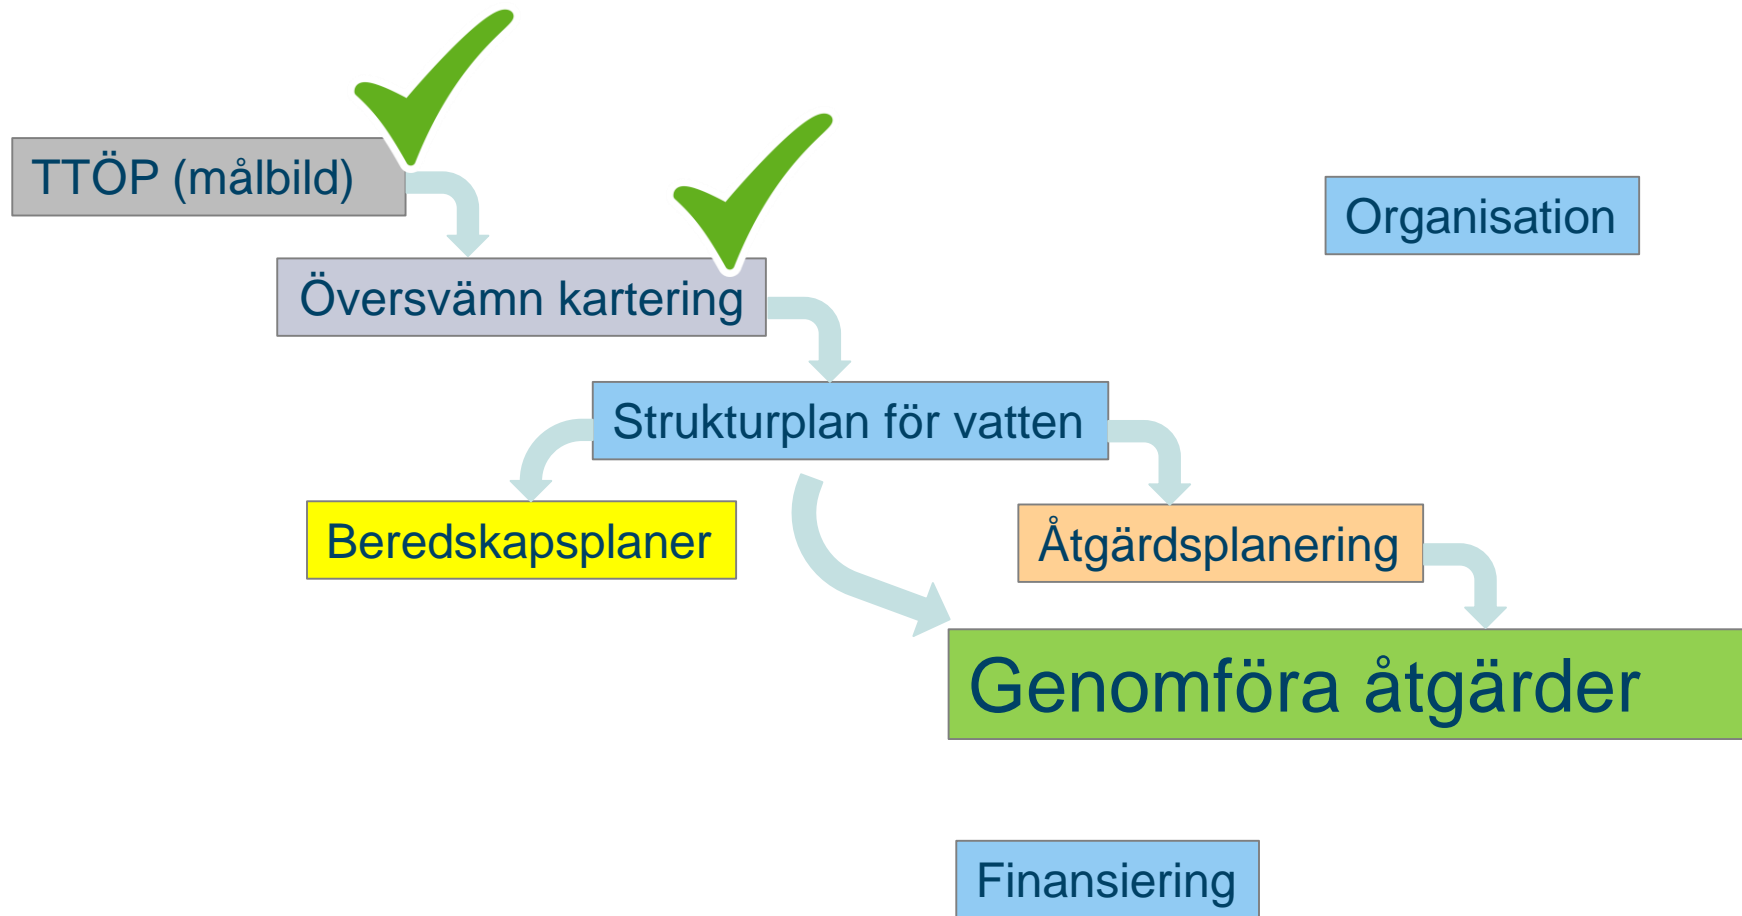 TTÖP (målbild)
Organisation
Översvämn kartering
Strukturplan för vatten
Beredskapsplaner
Åtgärdsplanering
Genomföra åtgärder
Finansiering